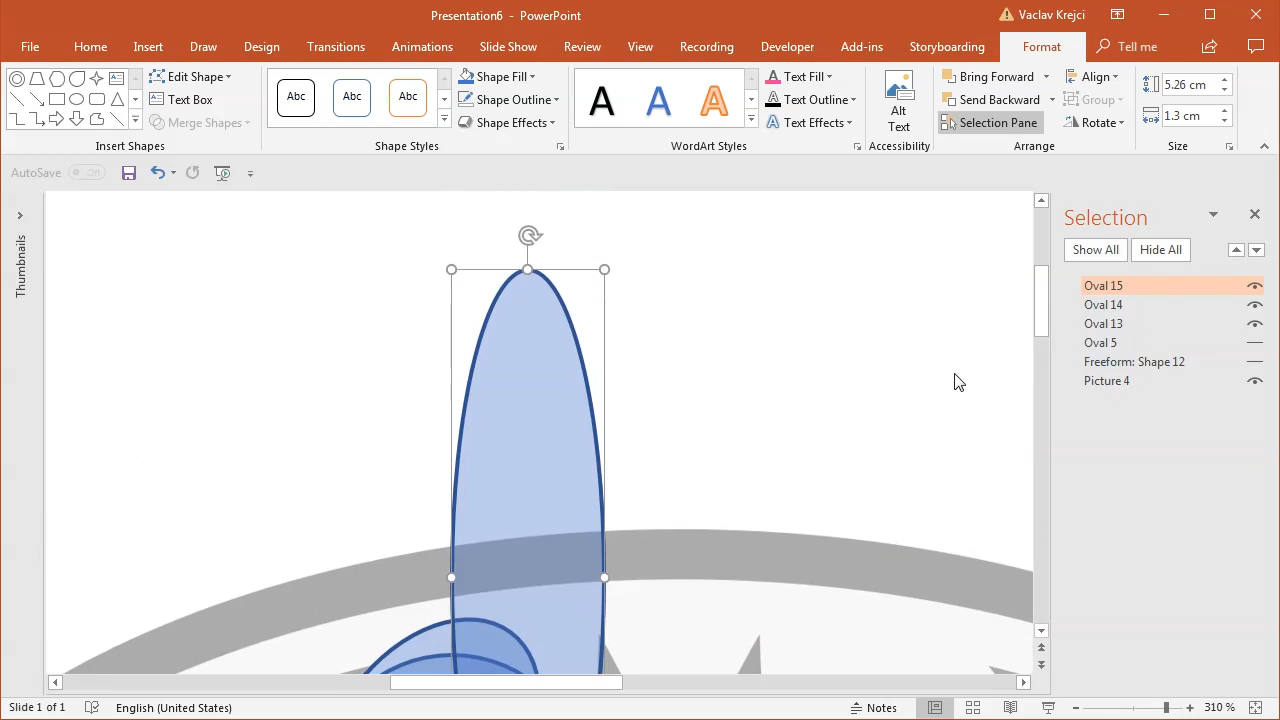 Presentation6 - PowerPoint
Vaclav Krejci
File Home Insert Draw Design Transitions Animations Slide Show Review View Recording Developer Add-ins Storyboarding Format Tell me
Edit Shape
Merge Shapes
Insert Shapes
Abc Abc Abc
Shape Fill
Shape Outline
Shape Effects
Shape Styles
A A A
Text Fill
Text Outline
Text Effects
WordArt Styles
Alt
Text
Accessibility
Bring Forward
Send Backward
Selection Pane
Align
Group
Rotate
Arrange
5.26 cm
1.3 cm
Size
AutoSave Off
Thumbnails
Selection
Show All Hide All
Oval 15
Oval 14
Oval 13
Oval 5
Freeform: Shape 12
Picture 4
Slide 1 of 1 English (United States) Notes 310 %